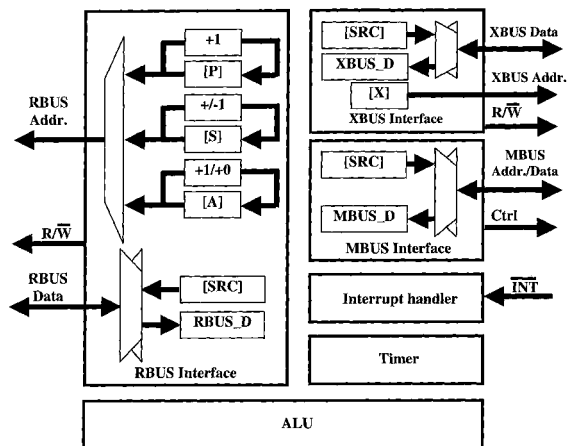 +1
[P]
RBUS
Addr.
+/-1
[S]
+1/+0
[A]
R/W̅
RBUS
Data
[SRC]
RBUS_D
RBUS Interface
[SRC]
XBUS_D
[X]
XBUS Interface
XBUS Data
XBUS Addr.
R/W̅
[SRC]
MBUS_D
MBUS Interface
MBUS
Addr./Data
Ctrl
Interrupt handler
I̅N̅T̅
Timer
ALU